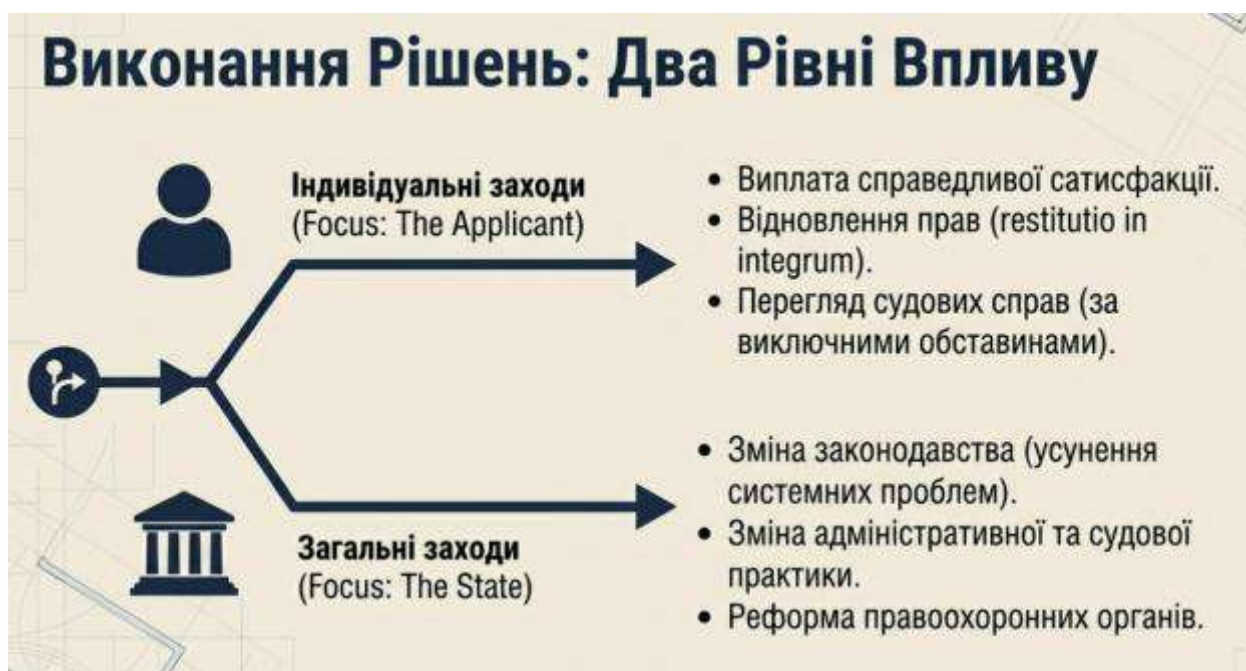 Виконання Рішень: Два Рівні Впливу
Індивідуальні заходи
(Focus: The Applicant)
• Виплата справедливої сатисфакції.
• Відновлення прав (restitutio in
integrum).
• Перегляд судових справ (за
виключними обставинами).
Загальні заходи
(Focus: The State)
• Зміна законодавства (усунення
системних проблем).
• Зміна адміністративної та судової
практики.
• Реформа правоохоронних органів.